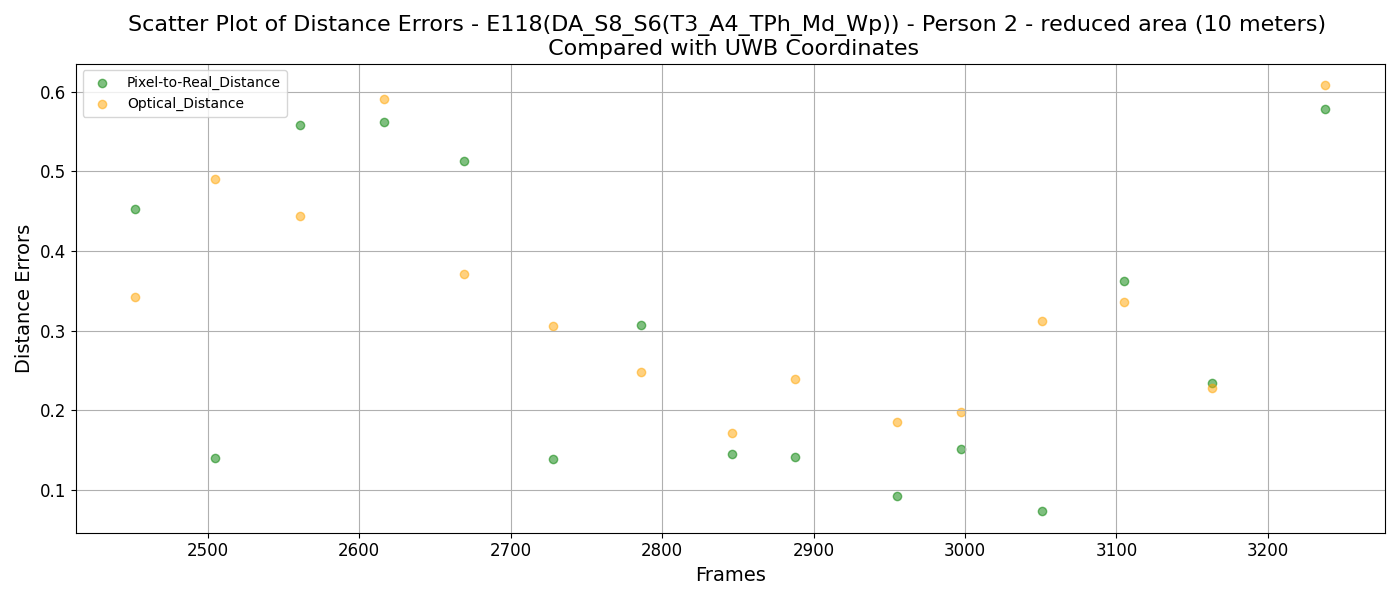 Scatter Plot of Distance Errors - E118(DA_S8_S6(T3_A4_TPh_Md_Wp)) - Person 2 - reduced area (10 meters)
Compared with UWB Coordinates
Pixel-to-Real_Distance
Optical_Distance
Distance Errors
0.6
0.5
0.4
0.3
0.2
0.1
2500 2600 2700 2800 2900 3000 3100 3200
Frames